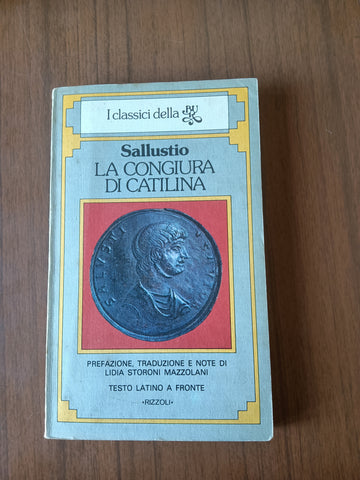 I classici della BUR
Sallustio
LA CONGIURA
DI CATILINA
SALVSTI
PREFAZIONE, TRADUZIONE E NOTE DI
LIDIA STORONI MAZZOLANI
TESTO LATINO A FRONTE
•RIZZOLI•